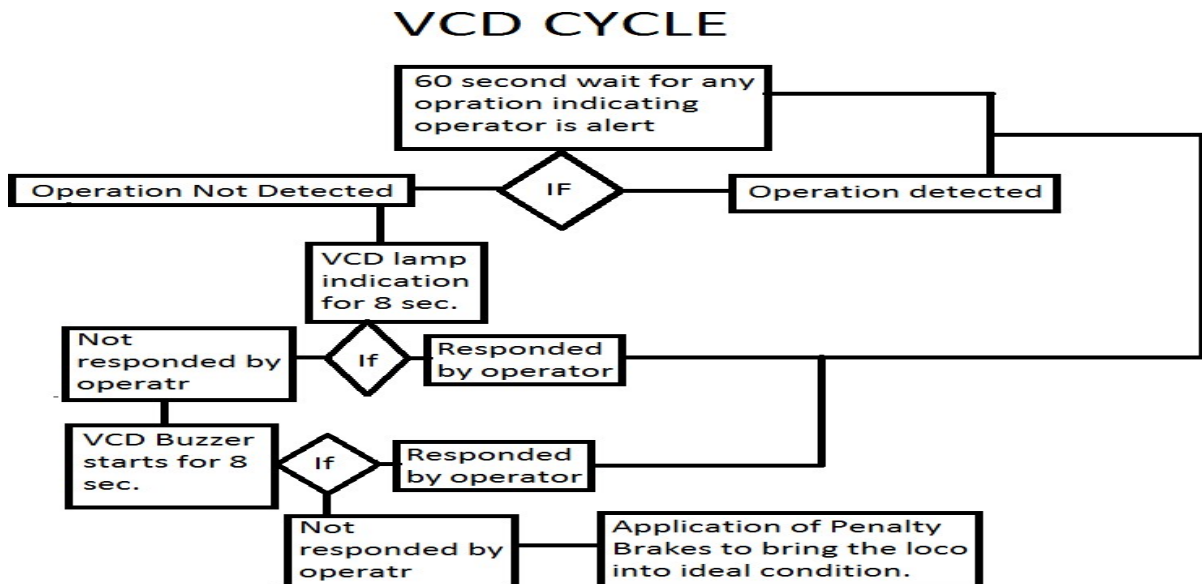 VCD CYCLE
60 second wait for any
opration indicating
operator is alert
Operation Not Detected
IF
Operation detected
VCD lamp
indication
for 8 sec.
Not
responded by
operatr
If
Responded
by operator
VCD Buzzer
starts for 8
sec.
If
Responded
by operator
Not
responded by
operatr
Application of Penalty
Brakes to bring the loco
into ideal condition.